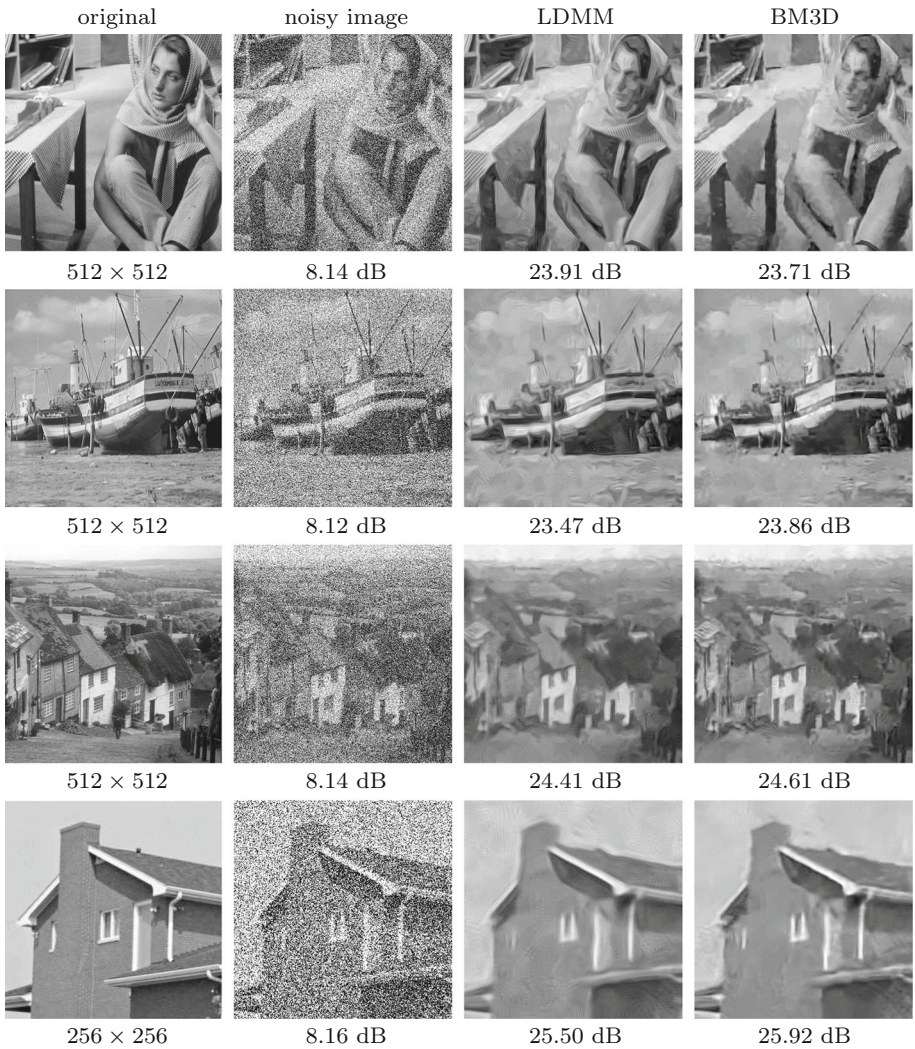 original noisy image LDMM BM3D
512 × 512 8.14 dB 23.91 dB 23.71 dB
512 × 512 8.12 dB 23.47 dB 23.86 dB
512 × 512 8.14 dB 24.41 dB 24.61 dB
256 × 256 8.16 dB 25.50 dB 25.92 dB